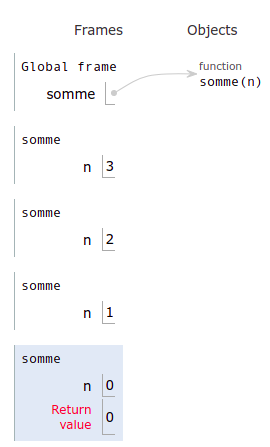 Frames Objects
Global frame
function
somme
somme(n)
somme
n 3
somme
n 2
somme
n 1
somme
n 0
Return
value 0